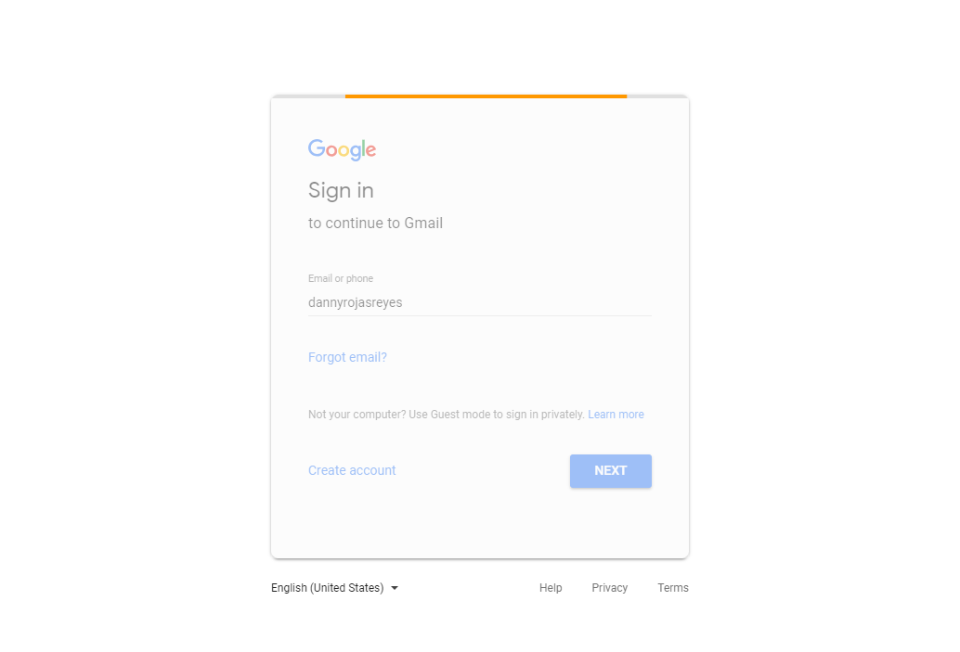 Google
Sign in
to continue to Gmail
Email or phone
dannyrojasreyes
Forgot email?
Not your computer? Use Guest mode to sign in privately. Learn more
Create account NEXT
English (United States) Help Privacy Terms